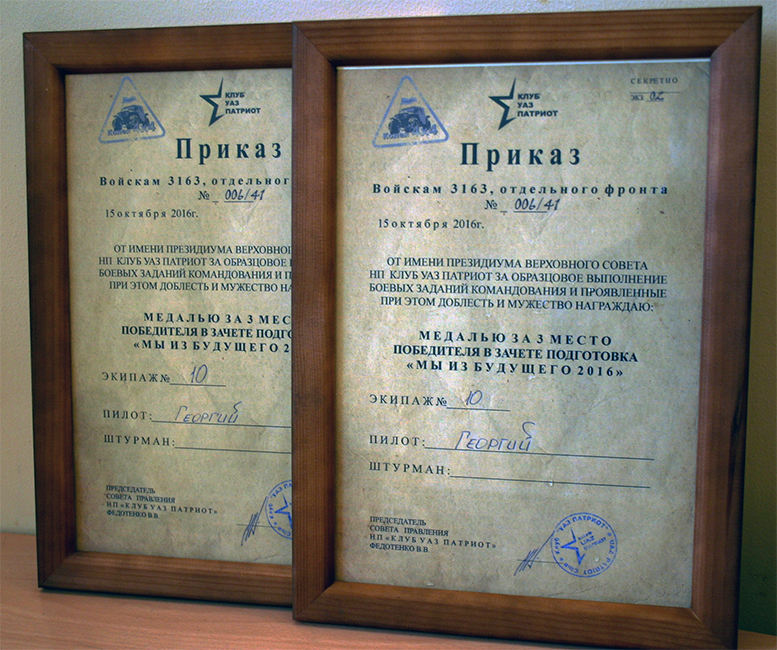 КЛУБ
УАЗ
ПАТРИОТ
Приказ
Войскам 3163, отдельного
№ 006/41
15 октября 2016г.
ОТ ИМЕНИ ПРЕЗИДИУМА ВЕРХОВНОГО
НП КЛУБ УАЗ ПАТРИОТ ЗА ОБРАЗЦОВОЕ
БОЕВЫХ ЗАДАНИЙ КОМАНДОВАНИЯ И
ПРИ ЭТОМ ДОБЛЕСТЬ И МУЖЕСТВО
МЕДАЛЬЮ ЗА 3
ПОБЕДИТЕЛЯ В ЗАЧЕТЕ
«МЫ ИЗ БУДУЩЕГО
ЭКИПАЖ№ 10
ПИЛОТ: ГЕОРГИЙ
ШТУРМАН:
ПРЕДСЕДАТЕЛЬ
СОВЕТА ПРАВЛЕНИЯ
НП «КЛУБ УАЗ ПАТРИОТ»
ФЕДОТЕНКО В.В.
СЕКРЕТНО
ЭКЗ 02
КЛУБ
УАЗ
ПАТРИОТ
Приказ
Войскам 3163, отдельного фронта
№ 006/41
15 октября 2016г.
ОТ ИМЕНИ ПРЕЗИДИУМА ВЕРХОВНОГО СОВЕТА
НП КЛУБ УАЗ ПАТРИОТ ЗА ОБРАЗЦОВОЕ ВЫПОЛНЕНИЕ
БОЕВЫХ ЗАДАНИЙ КОМАНДОВАНИЯ И ПРОЯВЛЕННЫЕ
ПРИ ЭТОМ ДОБЛЕСТЬ И МУЖЕСТВО НАГРАЖДАЮ:
МЕДАЛЬЮ ЗА 3 МЕСТО
ПОБЕДИТЕЛЯ В ЗАЧЕТЕ ПОДГОТОВКА
«МЫ ИЗ БУДУЩЕГО 2016»
ЭКИПАЖ№ 10
ПИЛОТ: ГЕОРГИЙ
ШТУРМАН:
ПРЕДСЕДАТЕЛЬ
СОВЕТА ПРАВЛЕНИЯ
НП «КЛУБ УАЗ ПАТРИОТ»
ФЕДОТЕНКО В.В.